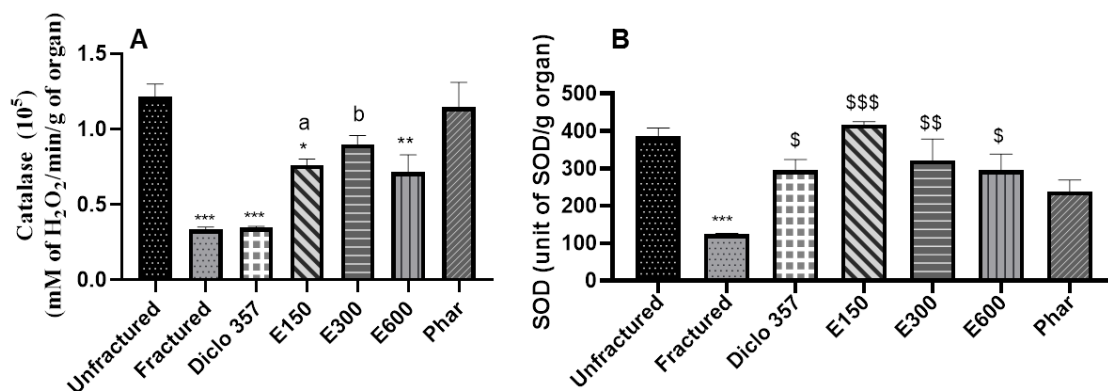 A
Catalase (10⁵)
(mM of H₂O₂/min/g of organ)
1.5
1.0
0.5
0.0
***
***
a
*
b
**
Unfractured
Fractured
Diclo 357
E150
E300
E600
Phar
B
SOD (unit of SOD/g organ)
500
400
300
200
100
0
***
$
$$$
$$
$
Unfractured
Fractured
Diclo 357
E150
E300
E600
Phar